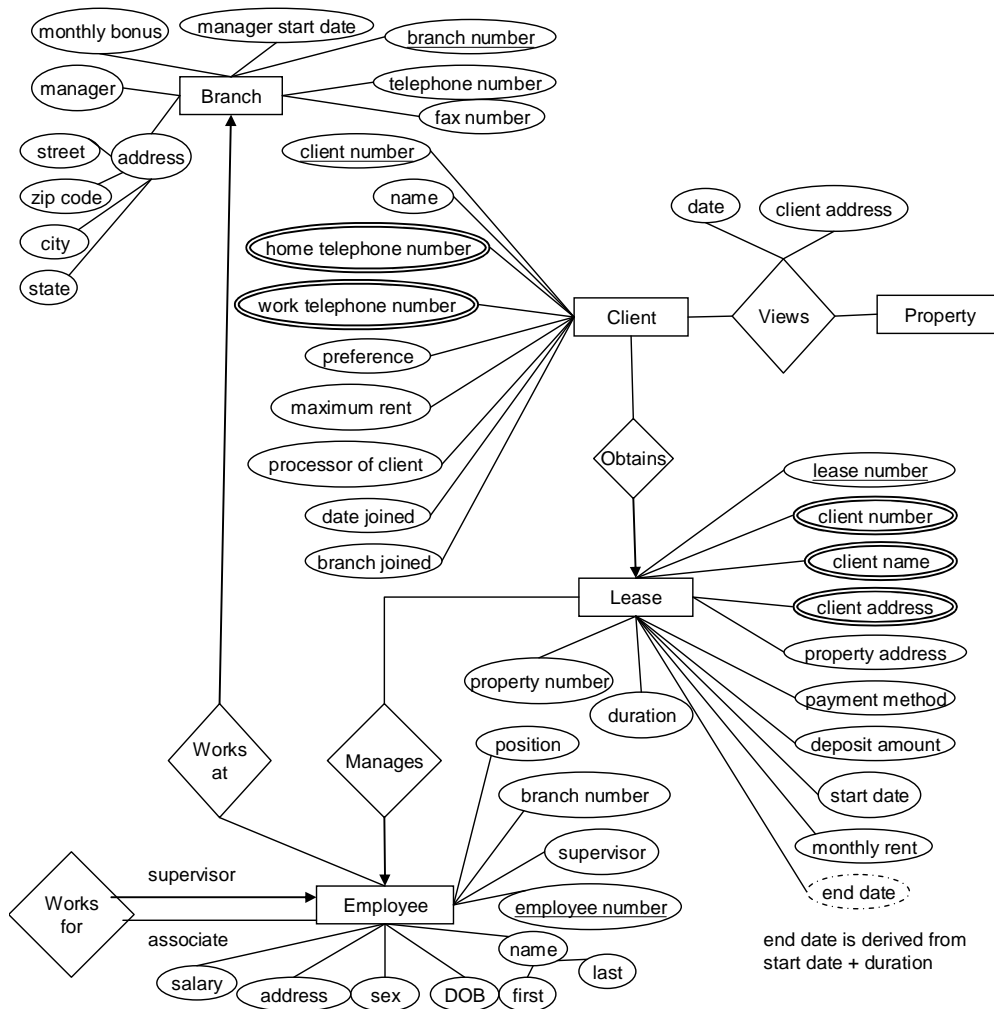 monthly bonus
manager start date
branch number
manager
Branch
telephone number
fax number
street
address
zip code
city
state
client number
name
home telephone number
work telephone number
preference
maximum rent
processor of client
date joined
branch joined
Client
date
client address
Views
Property
Obtains
lease number
client number
client name
client address
property address
payment method
deposit amount
start date
monthly rent
end date
end date is derived from
start date + duration
Lease
property number
duration
Works
at
Manages
position
branch number
supervisor
employee number
Works
for
supervisor
associate
Employee
salary
address
sex
DOB
name
first
last